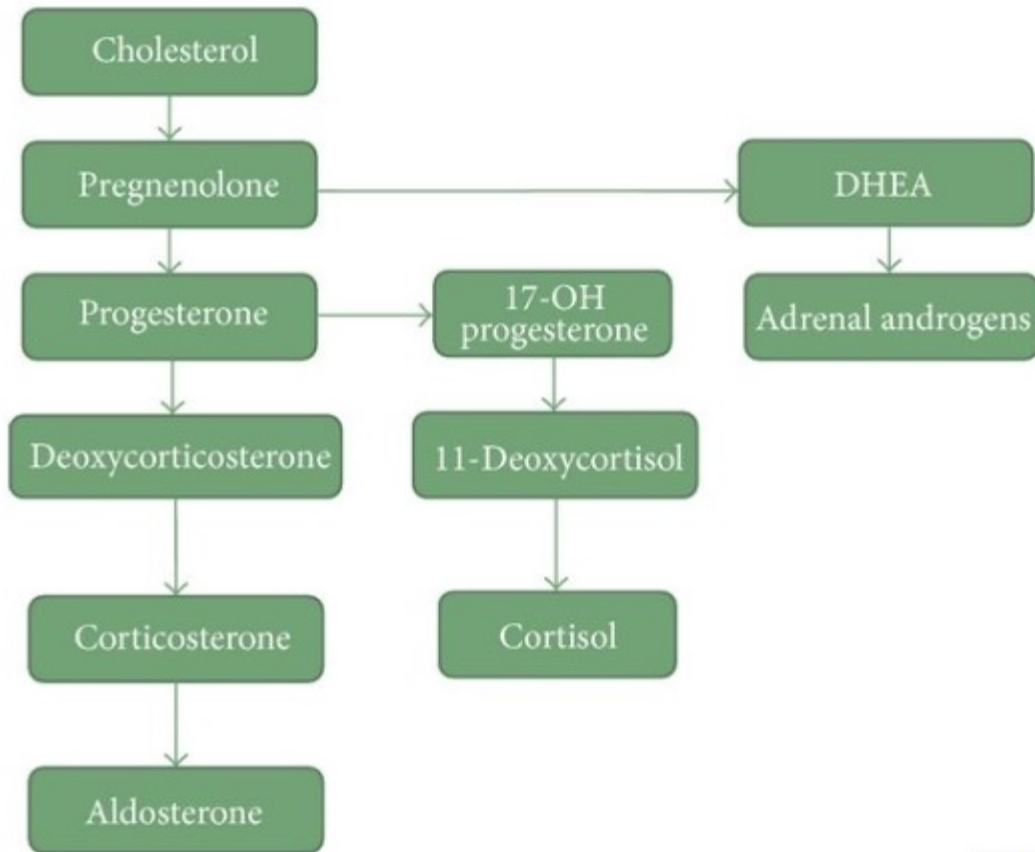 Cholesterol
Pregnenolone
DHEA
Progesterone
17-OH
progesterone
Adrenal androgens
Deoxycorticosterone
11-Deoxycortisol
Corticosterone
Cortisol
Aldosterone